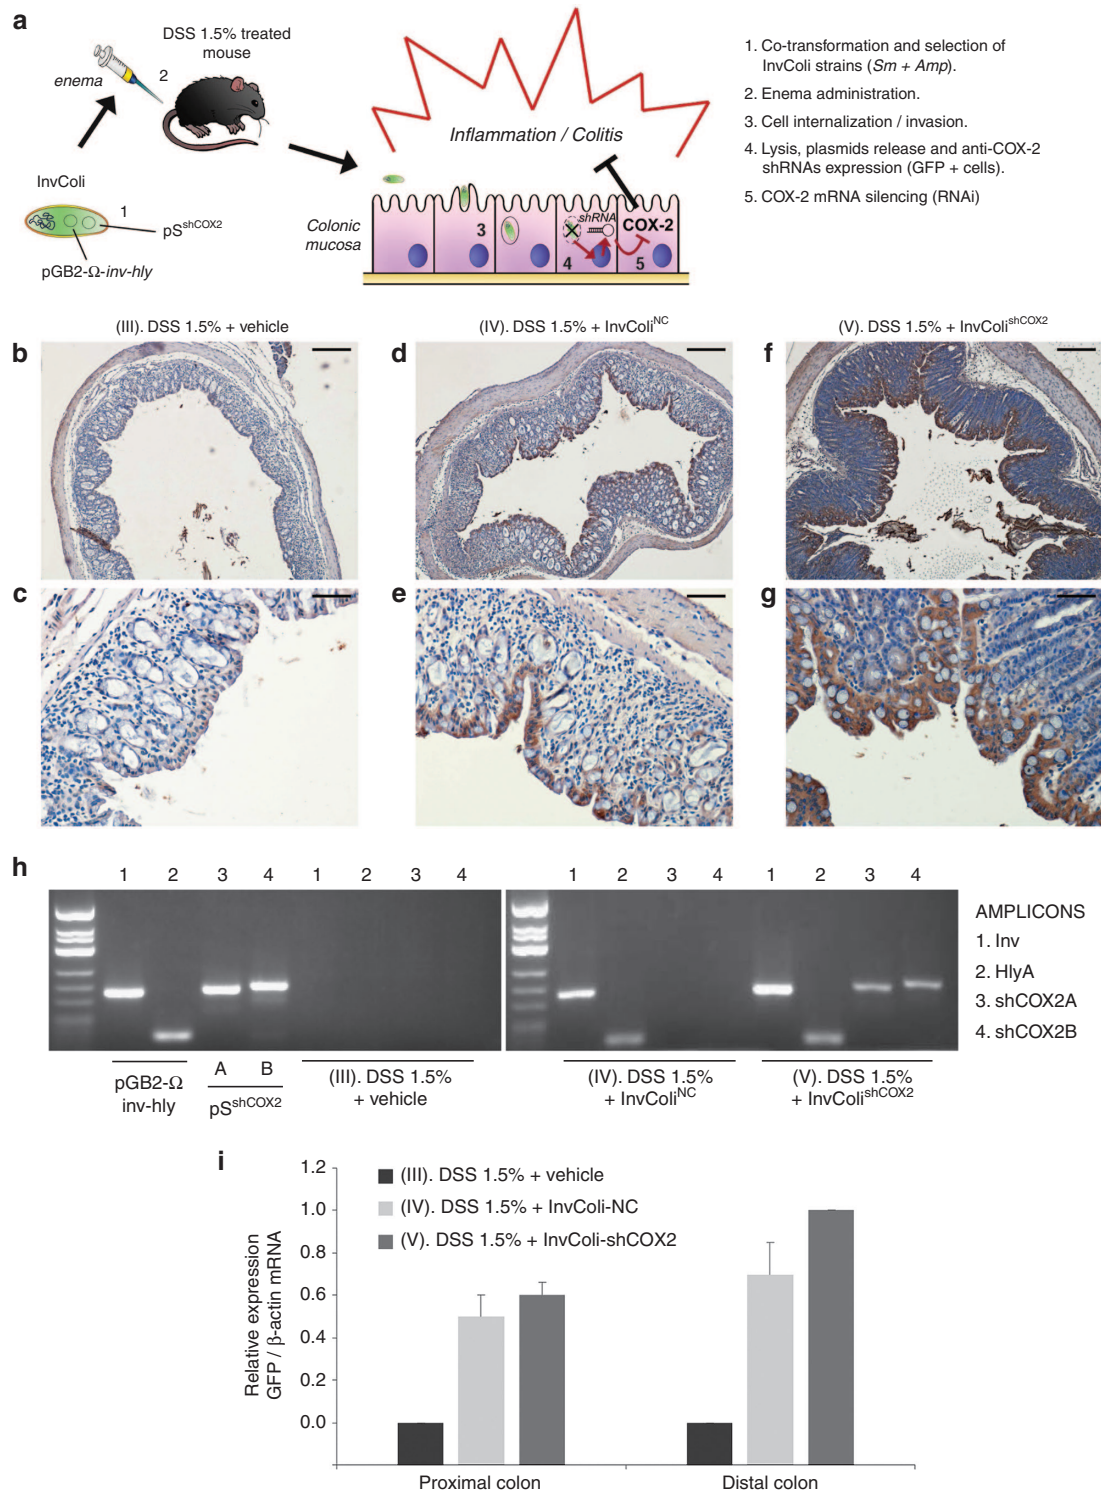 a
DSS 1.5% treated
mouse
enema
2
InvColi
1
pS^shCOX2
pGB2-Ω-inv-hly
Inflammation / Colitis
Colonic
mucosa
3
shRNA
COX-2
4
5
1. Co-transformation and selection of
InvColi strains (Sm + Amp).
2. Enema administration.
3. Cell internalization / invasion.
4. Lysis, plasmids release and anti-COX-2
shRNAs expression (GFP + cells).
5. COX-2 mRNA silencing (RNAi)
(III). DSS 1.5% + vehicle
(IV). DSS 1.5% + InvColi^NC
(V). DSS 1.5% + InvColi^shCOX2
b
d
f
c
e
g
h
1 2 3 4 1 2 3 4 1 2 3 4 1 2 3 4
AMPLICONS
1. Inv
2. HlyA
3. shCOX2A
4. shCOX2B
pGB2-Ω
inv-hly
A B
pS^shCOX2
(III). DSS 1.5%
+ vehicle
(IV). DSS 1.5%
+ InvColi^NC
(V). DSS 1.5%
+ InvColi^shCOX2
i
Relative expression
GFP / β-actin mRNA
1.2
1.0
0.8
0.6
0.4
0.2
0.0
(III). DSS 1.5% + vehicle
(IV). DSS 1.5% + InvColi-NC
(V). DSS 1.5% + InvColi-shCOX2
Proximal colon
Distal colon